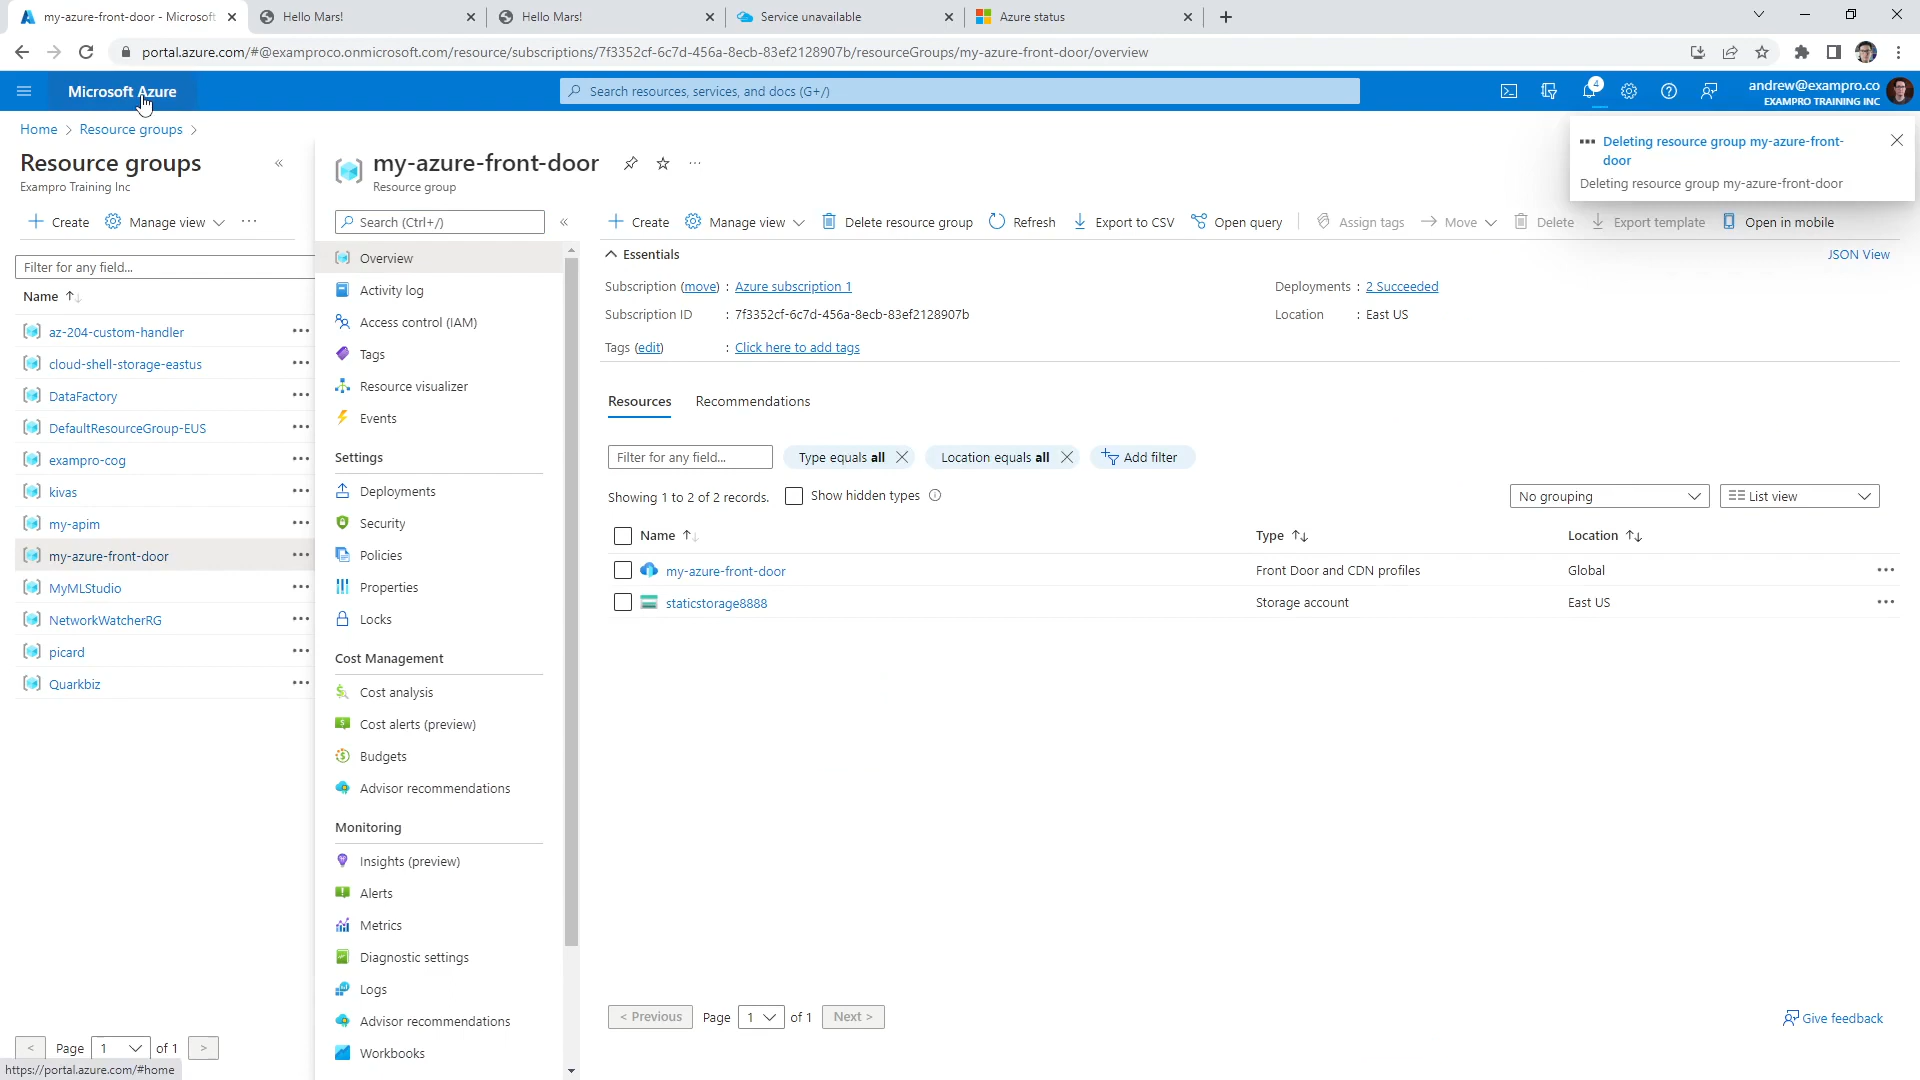 my-azure-front-door - Microsoft
Hello Mars!
Hello Mars!
Service unavailable
Azure status
portal.azure.com/#@examproco.onmicrosoft.com/resource/subscriptions/7f3352cf-6c7d-456a-8ecb-83ef2128907b/resourceGroups/my-azure-front-door/overview
Microsoft Azure
Search resources, services, and docs (G+/)
4
andrew@exampro.co
EXAMPRO TRAINING INC
Home > Resource groups >
Deleting resource group my-azure-front-
door
Deleting resource group my-azure-front-door
Resource groups
Exampro Training Inc
Create
Manage view
Filter for any field...
Name
az-204-custom-handler
cloud-shell-storage-eastus
DataFactory
DefaultResourceGroup-EUS
exampro-cog
kivas
my-apim
my-azure-front-door
MyMLStudio
NetworkWatcherRG
picard
Quarkbiz
< Page 1 of 1 >
https://portal.azure.com/#home
my-azure-front-door
Resource group
Search (Ctrl+/)
Overview
Activity log
Access control (IAM)
Tags
Resource visualizer
Events
Settings
Deployments
Security
Policies
Properties
Locks
Cost Management
Cost analysis
Cost alerts (preview)
Budgets
Advisor recommendations
Monitoring
Insights (preview)
Alerts
Metrics
Diagnostic settings
Logs
Advisor recommendations
Workbooks
Create
Manage view
Delete resource group
Refresh
Export to CSV
Open query
Assign tags
Move
Delete
Export template
Open in mobile
Essentials
JSON View
Subscription (move) : Azure subscription 1
Deployments : 2 Succeeded
Subscription ID : 7f3352cf-6c7d-456a-8ecb-83ef2128907b
Location : East US
Tags (edit) : Click here to add tags
Resources
Recommendations
Filter for any field...
Type equals all
Location equals all
Add filter
Showing 1 to 2 of 2 records.
Show hidden types
No grouping
List view
Name
Type
Location
my-azure-front-door
Front Door and CDN profiles
Global
staticstorage8888
Storage account
East US
< Previous
Page 1 of 1
Next >
Give feedback